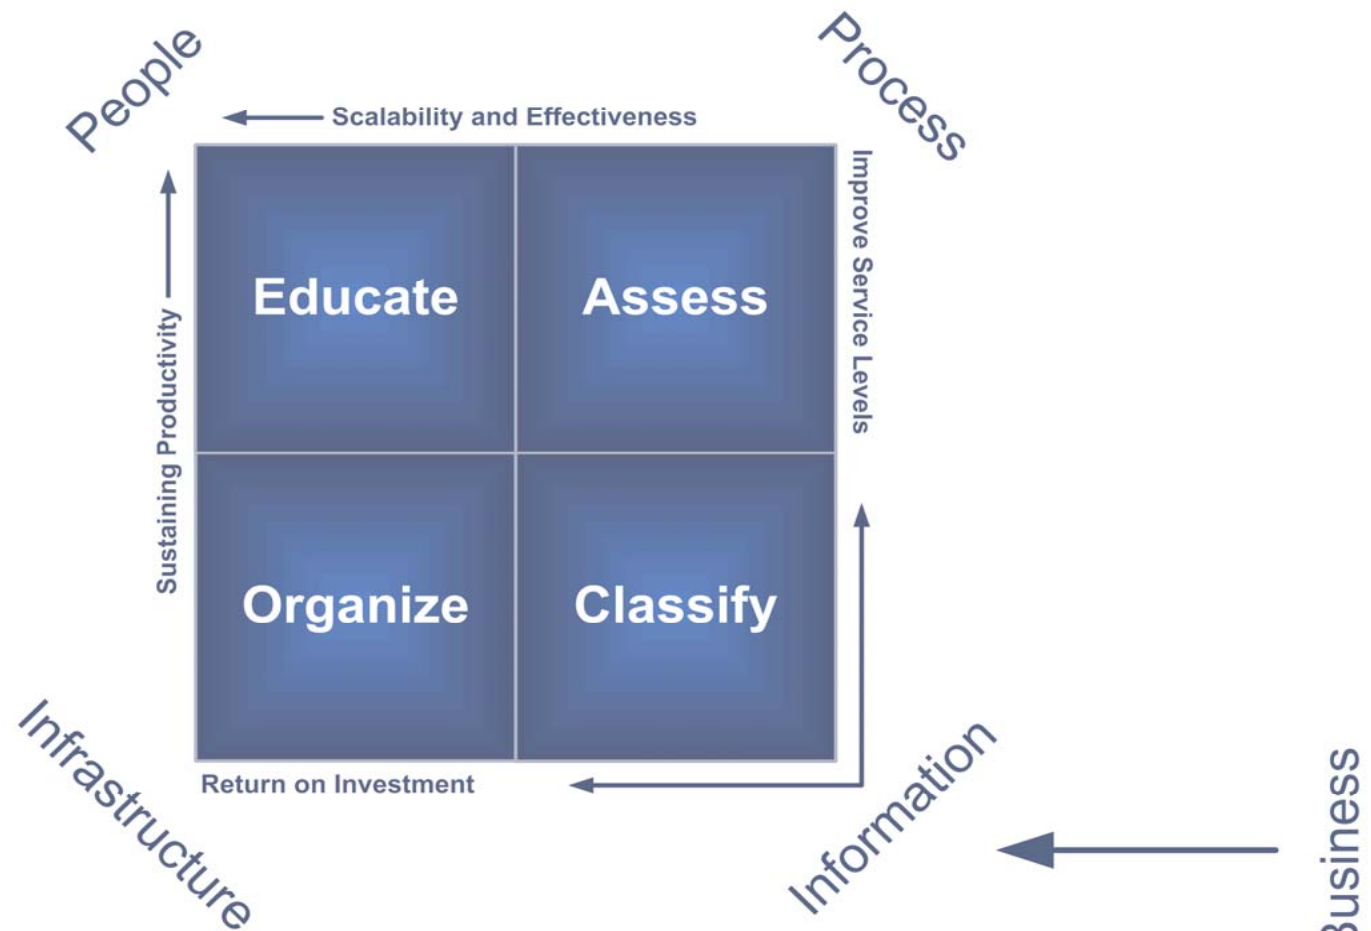 People
Process
Scalability and Effectiveness
Improve Service Levels
Educate
Assess
Sustaining Productivity
Organize
Classify
Return on Investment
Infrastructure
Information
Business